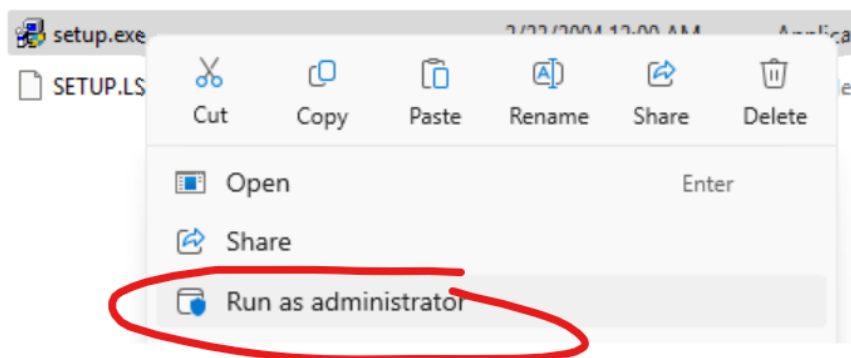 setup.exe
SETUP.LS
Cut Copy Paste Rename Share Delete
Open Enter
Share
Run as administrator